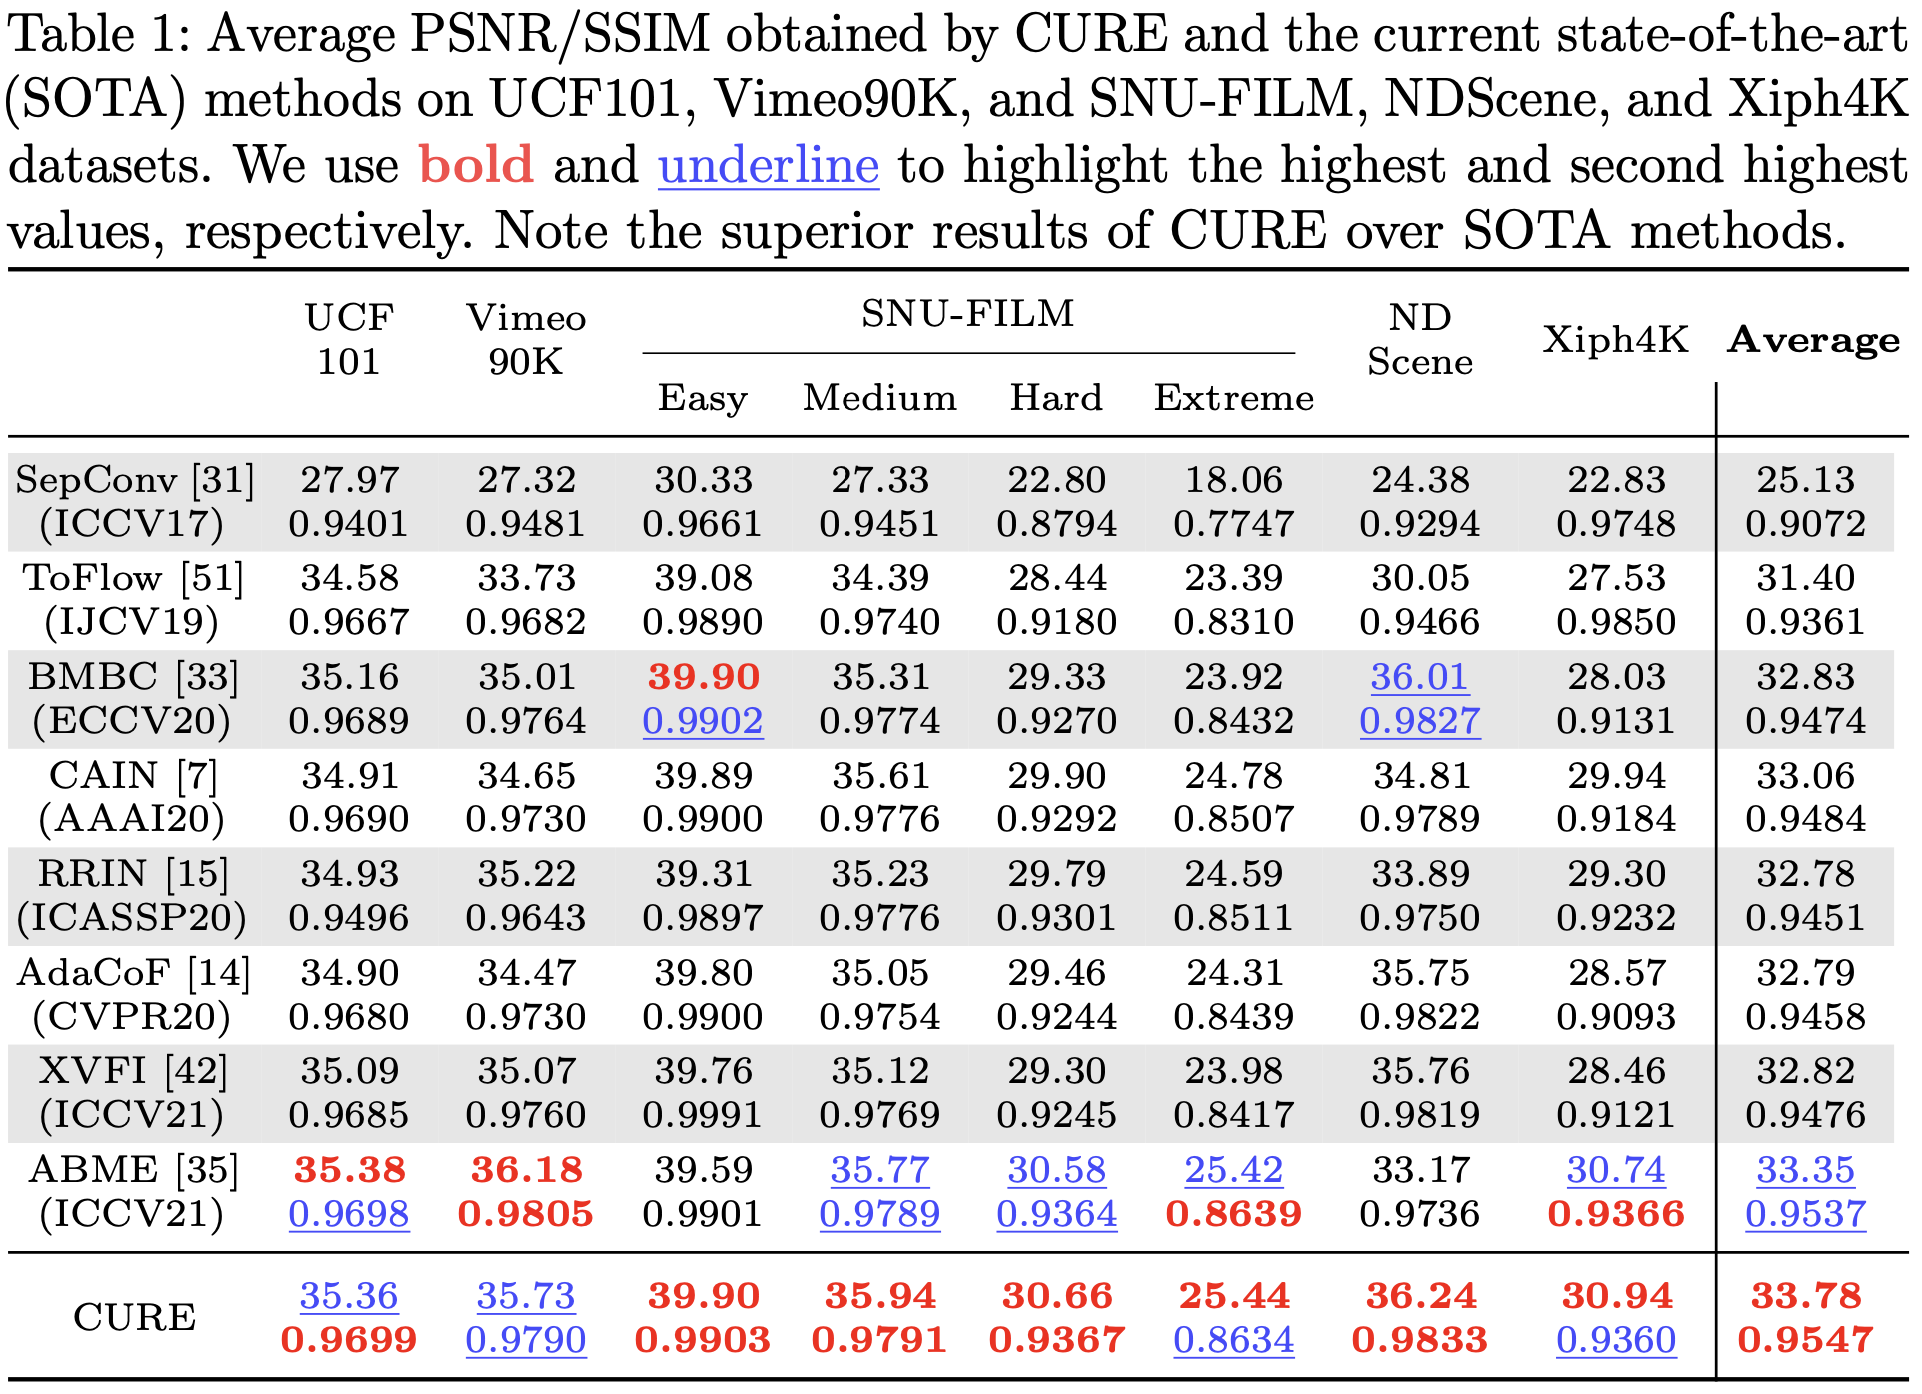 Table 1: Average PSNR/SSIM obtained by CURE and the current state-of-the-art
(SOTA) methods on UCF101, Vimeo90K, and SNU-FILM, NDScene, and Xiph4K
datasets. We use bold and underline to highlight the highest and second highest
values, respectively. Note the superior results of CURE over SOTA methods.
UCF 101 Vimeo 90K SNU-FILM ND Scene Xiph4K Average
Easy Medium Hard Extreme
SepConv [31] 27.97 27.32 30.33 27.33 22.80 18.06 24.38 22.83 25.13
(ICCV17) 0.9401 0.9481 0.9661 0.9451 0.8794 0.7747 0.9294 0.9748 0.9072
ToFlow [51] 34.58 33.73 39.08 34.39 28.44 23.39 30.05 27.53 31.40
(IJCV19) 0.9667 0.9682 0.9890 0.9740 0.9180 0.8310 0.9466 0.9850 0.9361
BMBC [33] 35.16 35.01 39.90 35.31 29.33 23.92 36.01 28.03 32.83
(ECCV20) 0.9689 0.9764 0.9902 0.9774 0.9270 0.8432 0.9827 0.9131 0.9474
CAIN [7] 34.91 34.65 39.89 35.61 29.90 24.78 34.81 29.94 33.06
(AAAI20) 0.9690 0.9730 0.9900 0.9776 0.9292 0.8507 0.9789 0.9184 0.9484
RRIN [15] 34.93 35.22 39.31 35.23 29.79 24.59 33.89 29.30 32.78
(ICASSP20) 0.9496 0.9643 0.9897 0.9776 0.9301 0.8511 0.9750 0.9232 0.9451
AdaCoF [14] 34.90 34.47 39.80 35.05 29.46 24.31 35.75 28.57 32.79
(CVPR20) 0.9680 0.9730 0.9900 0.9754 0.9244 0.8439 0.9822 0.9093 0.9458
XVFI [42] 35.09 35.07 39.76 35.12 29.30 23.98 35.76 28.46 32.82
(ICCV21) 0.9685 0.9760 0.9991 0.9769 0.9245 0.8417 0.9819 0.9121 0.9476
ABME [35] 35.38 36.18 39.59 35.77 30.58 25.42 33.17 30.74 33.35
(ICCV21) 0.9698 0.9805 0.9901 0.9789 0.9364 0.8639 0.9736 0.9366 0.9537
CURE 35.36 35.73 39.90 35.94 30.66 25.44 36.24 30.94 33.78
0.9699 0.9790 0.9903 0.9791 0.9367 0.8634 0.9833 0.9360 0.9547